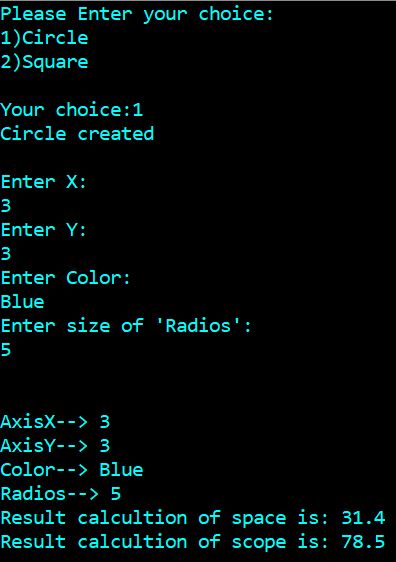 Please Enter your choice:
1)Circle
2)Square
Your choice:1
Circle created
Enter X:
3
Enter Y:
3
Enter Color:
Blue
Enter size of 'Radios':
5
AxisX--> 3
AxisY--> 3
Color--> Blue
Radios--> 5
Result calcultion of space is: 31.4
Result calcultion of scope is: 78.5